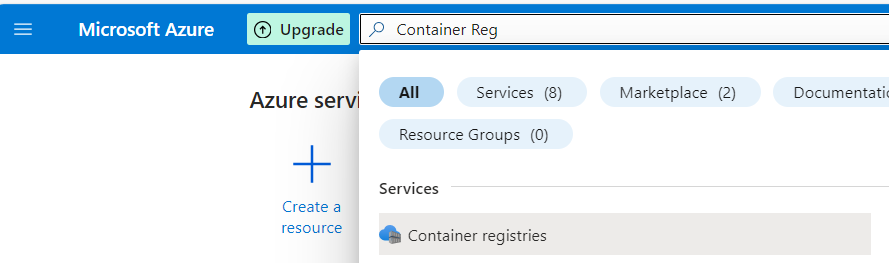 Microsoft Azure Upgrade Container Reg
All Services (8) Marketplace (2)
Resource Groups (0)
Azure servi
Services
Create a
resource
Container registries